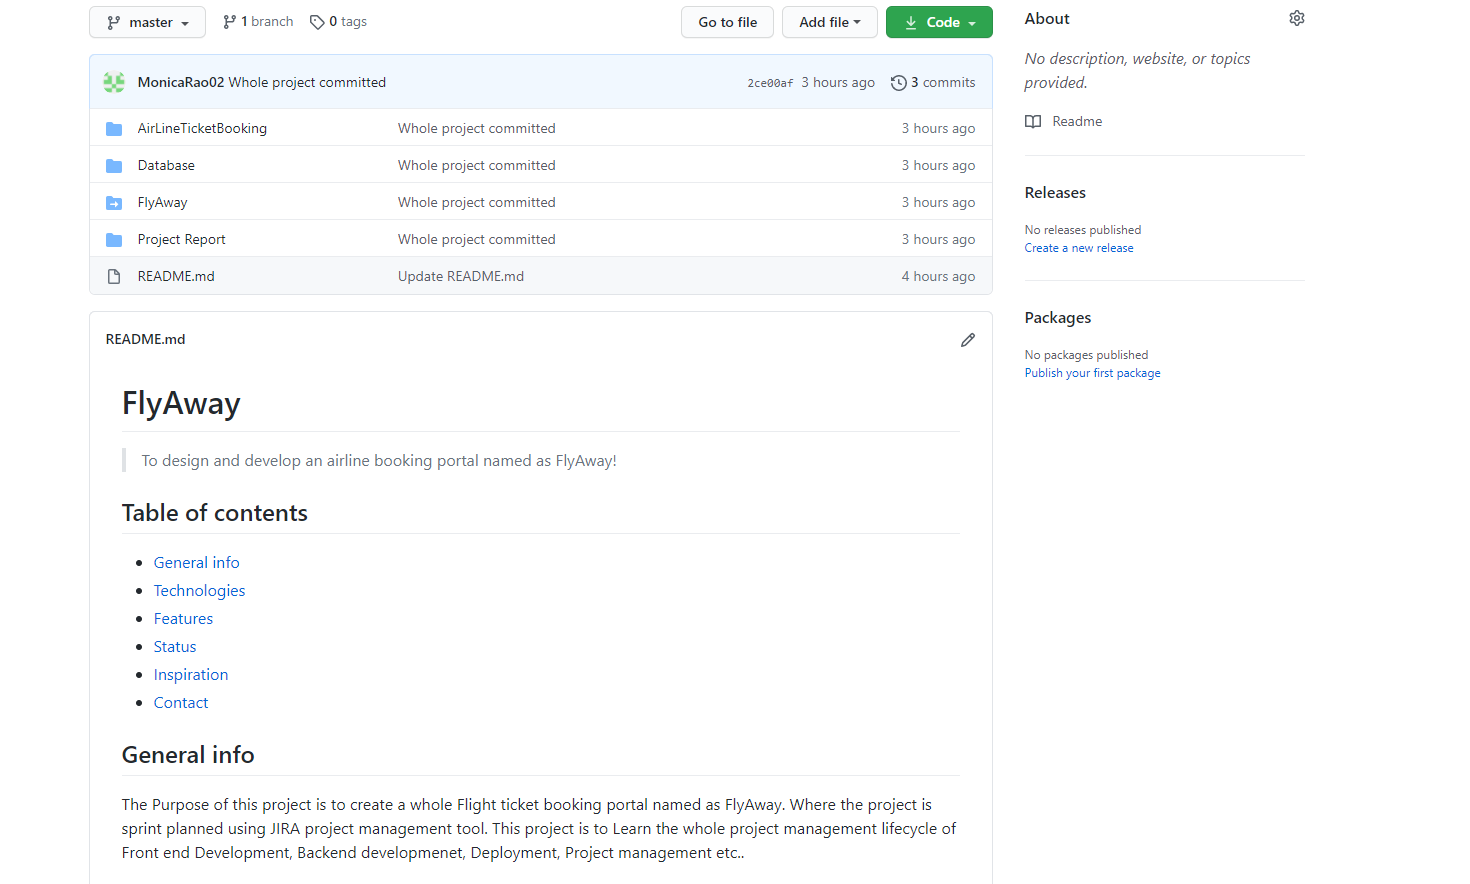 master
1 branch
0 tags
Go to file
Add file
Code
MonicaRao02 Whole project committed
2ce00af 3 hours ago
3 commits
AirLineTicketBooking Whole project committed 3 hours ago
Database Whole project committed 3 hours ago
FlyAway Whole project committed 3 hours ago
Project Report Whole project committed 3 hours ago
README.md Update README.md 4 hours ago
README.md
FlyAway
To design and develop an airline booking portal named as FlyAway!
Table of contents
General info
Technologies
Features
Status
Inspiration
Contact
General info
The Purpose of this project is to create a whole Flight ticket booking portal named as FlyAway. Where the project is
sprint planned using JIRA project management tool. This project is to Learn the whole project management lifecycle of
Front end Development, Backend developmenet, Deployment, Project management etc..
About
No description, website, or topics
provided.
Readme
Releases
No releases published
Create a new release
Packages
No packages published
Publish your first package